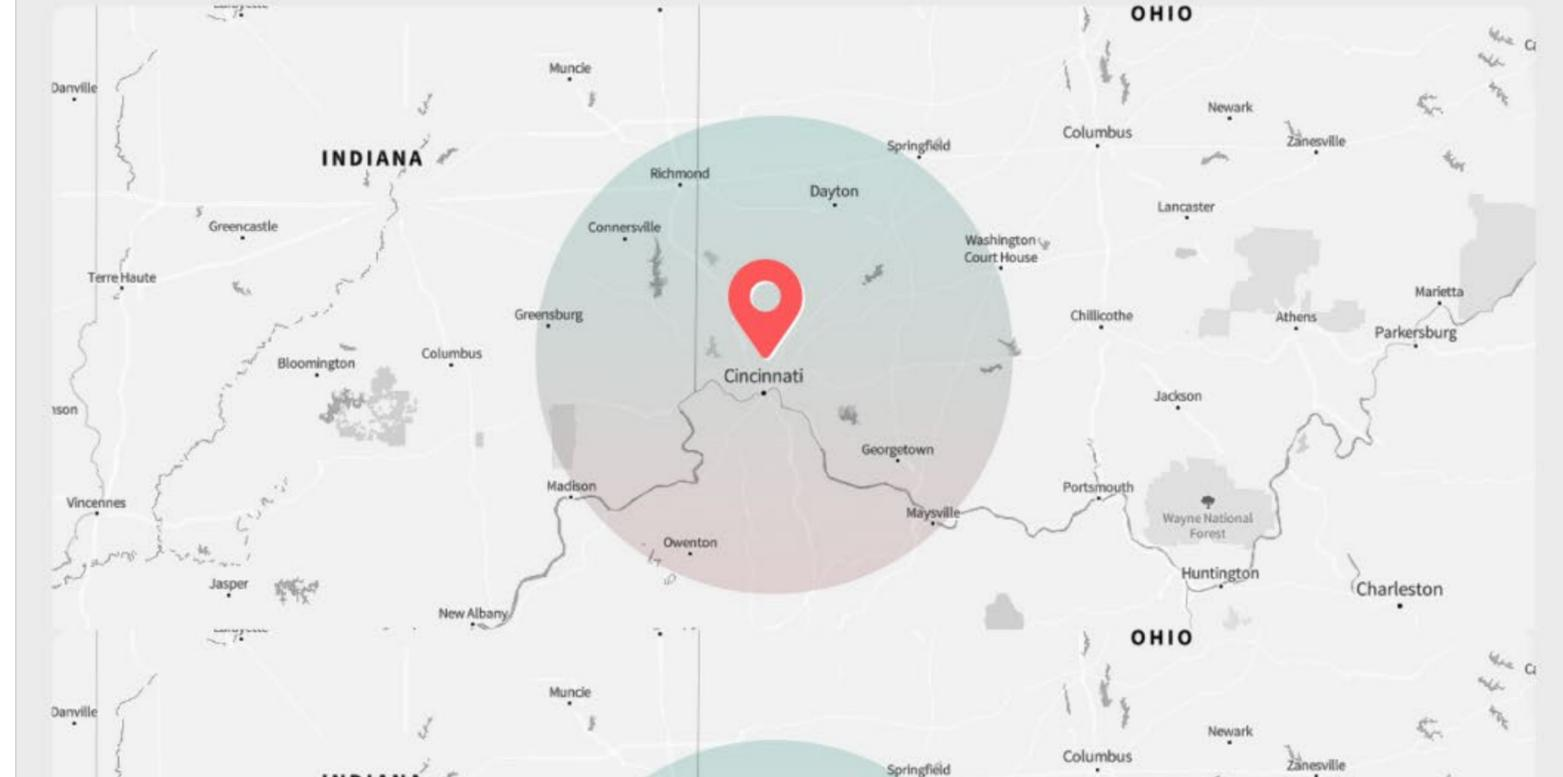 OHIO
Muncie
Danville
Newark
Columbus
Zanesville
Springfield
INDIANA
Richmond
Dayton
Lancaster
Connersville
Greencastle
Washington
Court House
Terre Haute
Marietta
Greensburg
Chillicothe
Athens
Parkersburg
Columbus
Bloomington
Cincinnati
Jackson
nson
Georgetown
Madison
Portsmouth
Vincennes
Maysville
Wayne National
Forest
Owenton
Huntington
Jasper
Charleston
New Albany
OHIO
Muncie
Danville
Newark
Columbus
Zanesville
Springfield
INDIANA